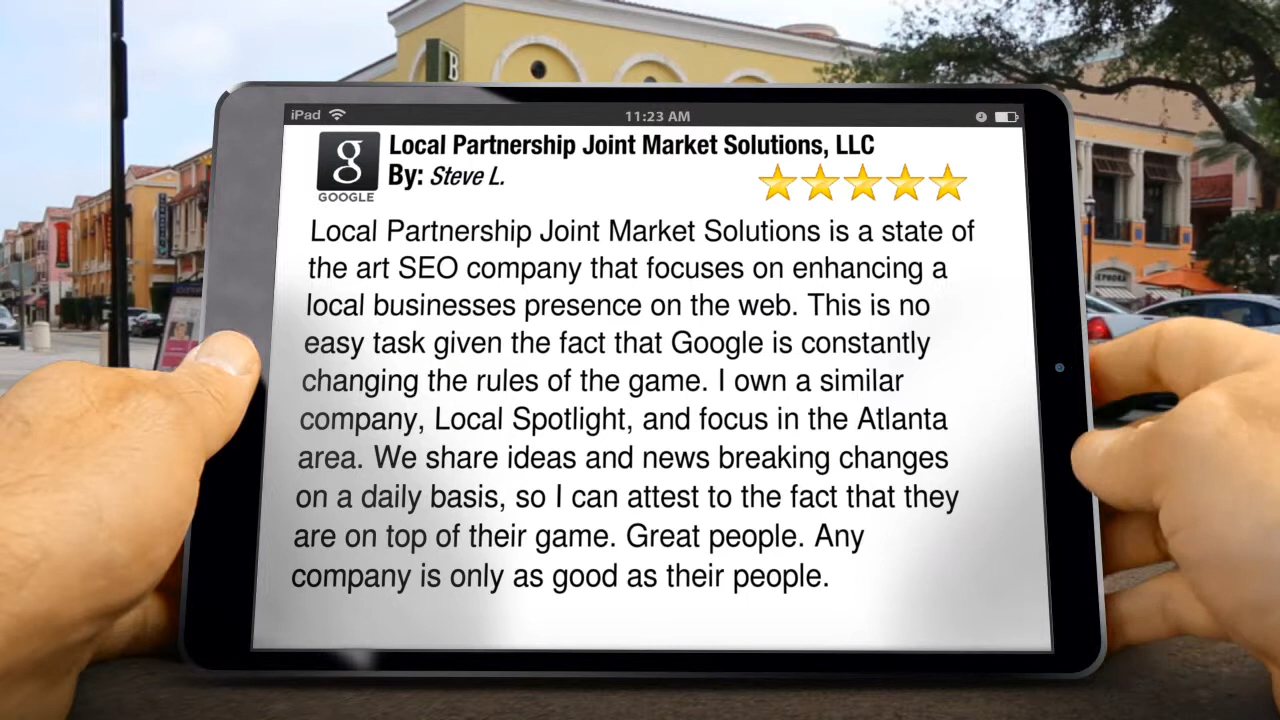 B
iPad 11:23 AM
g
GOOGLE
Local Partnership Joint Market Solutions, LLC
By: Steve L.
Local Partnership Joint Market Solutions is a state of
the art SEO company that focuses on enhancing a
local businesses presence on the web. This is no
easy task given the fact that Google is constantly
changing the rules of the game. I own a similar
company, Local Spotlight, and focus in the Atlanta
area. We share ideas and news breaking changes
on a daily basis, so I can attest to the fact that they
are on top of their game. Great people. Any
company is only as good as their people.
SEPHORA